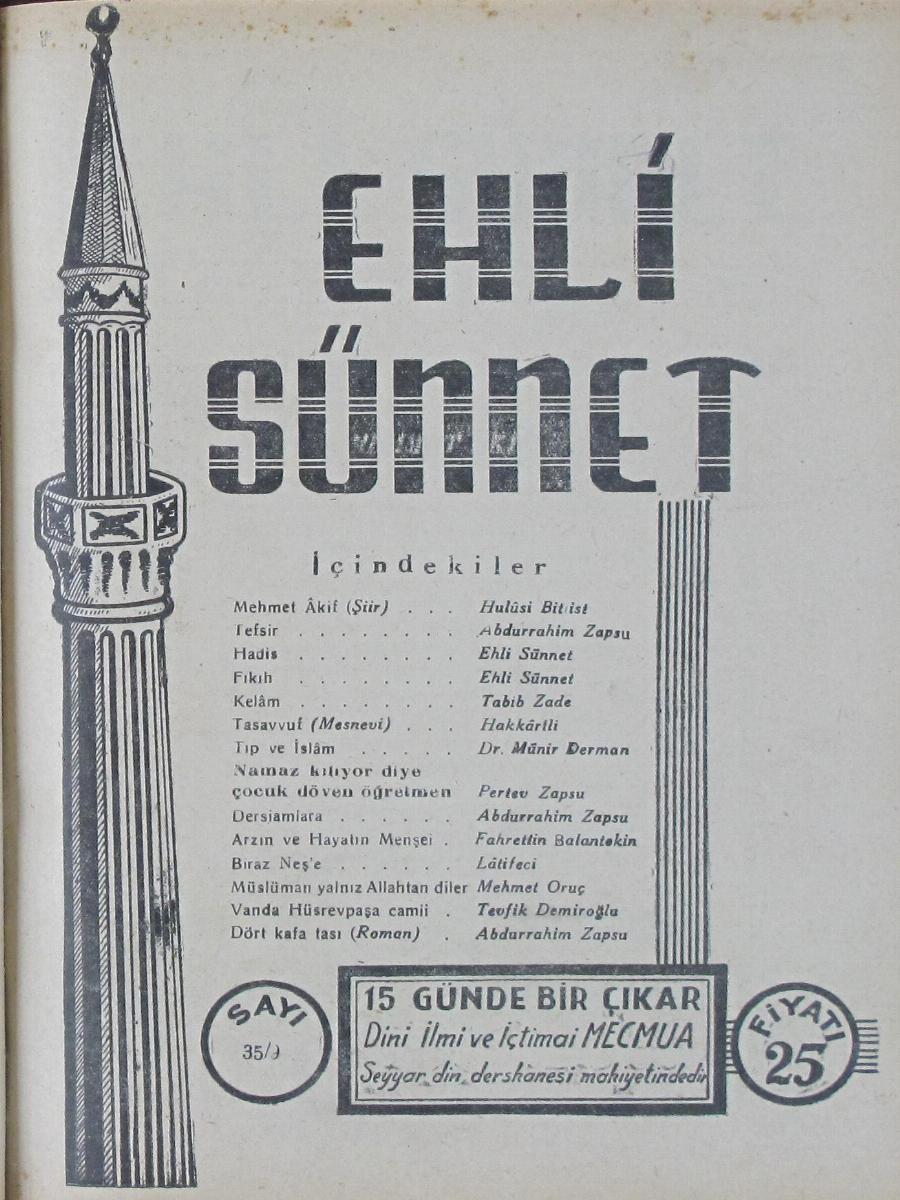 EHLİ
SÜNNET
İçindekiler
Mehmet Âkif (Şiir) . . . Hulûsi Bitlist
Tefsir . . . . . . . . Abdurrahim Zapsu
Hadis . . . . . . . . Ehli Sünnet
Fıkıh . . . . . . . . Ehli Sünnet
Kelâm . . . . . . . . Tabib Zade
Tasavvuf (Mesnevi) . . . Hakkârili
Tıp ve İslâm . . . . . Dr. Münir Derman
Namaz kılıyor diye
çocuk döven öğretmen Pertev Zapsu
Dersiamlara . . . . . . Abdurrahim Zapsu
Arzın ve Hayatın Menşei . Fahrettin Balantekin
Biraz Neş'e . . . . . Lâtifeci
Müslüman yalnız Allahtan diler Mehmet Oruç
Vanda Hüsrevpaşa camii . Tevfik Demiroğlu
Dört kafa tası (Roman) . Abdurrahim Zapsu
SAYI
35/9
15 GÜNDE BİR ÇIKAR
Dini İlmi ve İçtimai MECMUA
Seyyar din dershanesi mahiyetindedir
FİYATI
25